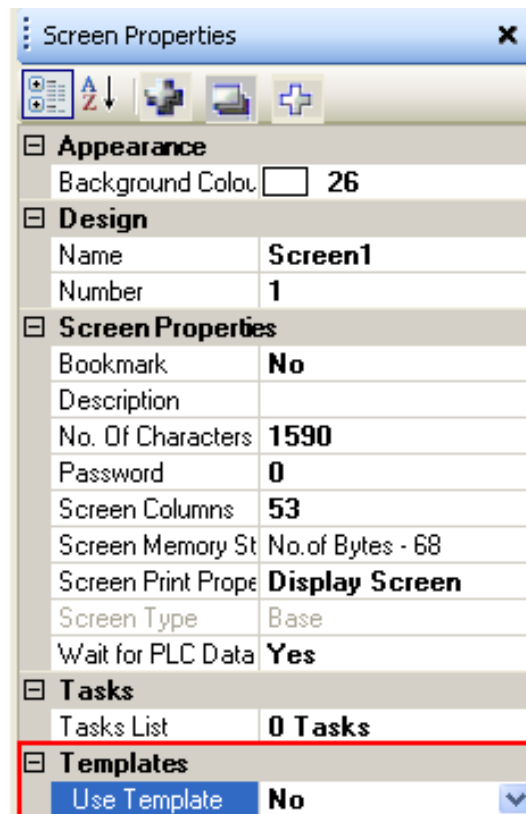 Screen Properties
A Z
Appearance
Background Colou 26
Design
Name Screen1
Number 1
Screen Properties
Bookmark No
Description
No. Of Characters 1590
Password 0
Screen Columns 53
Screen Memory St No.of Bytes - 68
Screen Print Prope Display Screen
Screen Type Base
Wait for PLC Data Yes
Tasks
Tasks List 0 Tasks
Templates
Use Template No